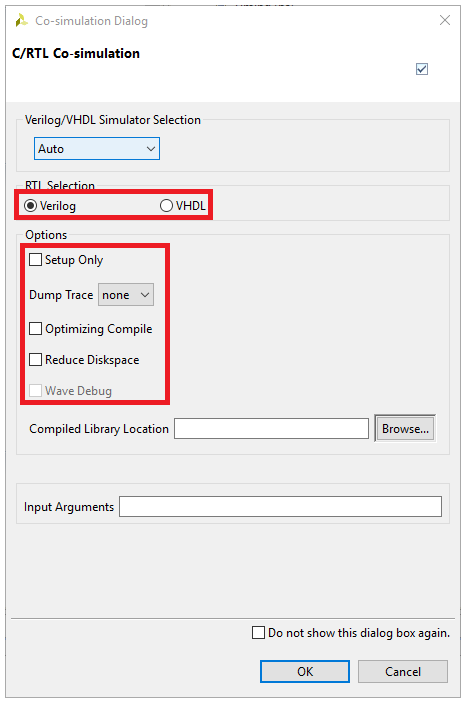 Co-simulation Dialog
C/RTL Co-simulation
Verilog/VHDL Simulator Selection
Auto
RTL Selection
Verilog VHDL
Options
Setup Only
Dump Trace none
Optimizing Compile
Reduce Diskspace
Wave Debug
Compiled Library Location Browse...
Input Arguments
Do not show this dialog box again.
OK Cancel